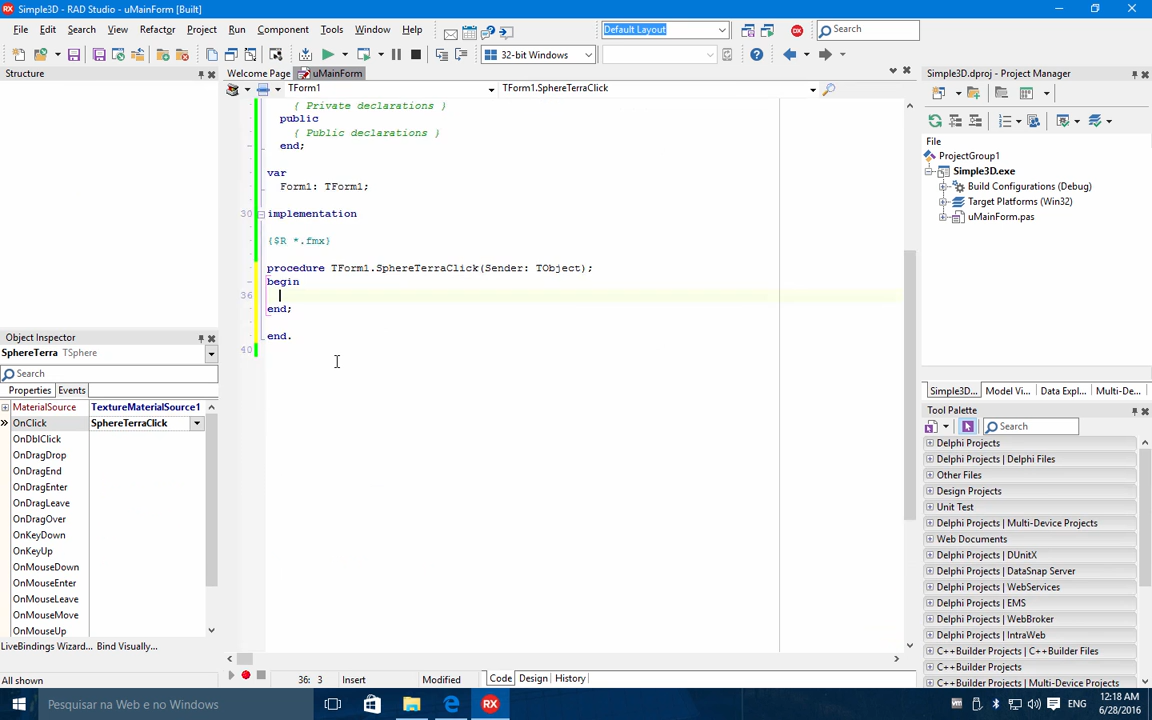 Simple3D - RAD Studio - uMainForm [Built]
File Edit Search View Refactor Project Run Component Tools Window Help
Default Layout
Search
32-bit Windows
Structure
Welcome Page uMainForm
Simple3D.dproj - Project Manager
TForm1 TForm1.SphereTerraClick
{ Private declarations }
public
{ Public declarations }
end;
var
Form1: TForm1;
30 implementation
{$R *.fmx}
procedure TForm1.SphereTerraClick(Sender: TObject);
begin
36
end;
end.
40
File
ProjectGroup1
Simple3D.exe
Build Configurations (Debug)
Target Platforms (Win32)
uMainForm.pas
Simple3D... Model Vi... Data Expl... Multi-De...
Object Inspector
SphereTerra TSphere
Search
Properties Events
MaterialSource TextureMaterialSource1
OnClick SphereTerraClick
OnDblClick
OnDragDrop
OnDragEnd
OnDragEnter
OnDragLeave
OnDragOver
OnKeyDown
OnKeyUp
OnMouseDown
OnMouseEnter
OnMouseLeave
OnMouseMove
OnMouseUp
LiveBindings Wizard... Bind Visually...
All shown
Tool Palette
Search
Delphi Projects
Delphi Projects | Delphi Files
Other Files
Design Projects
Unit Test
Delphi Projects | Multi-Device Projects
Web Documents
Delphi Projects | DUnitX
Delphi Projects | DataSnap Server
Delphi Projects | WebServices
Delphi Projects | EMS
Delphi Projects | WebBroker
Delphi Projects | IntraWeb
C++Builder Projects | C++Builder Files
C++Builder Projects
C++Builder Projects | Multi-Device Projects
36: 3 Insert Modified Code Design History
Pesquisar na Web e no Windows
RX
ENG
12:18 AM
6/28/2016